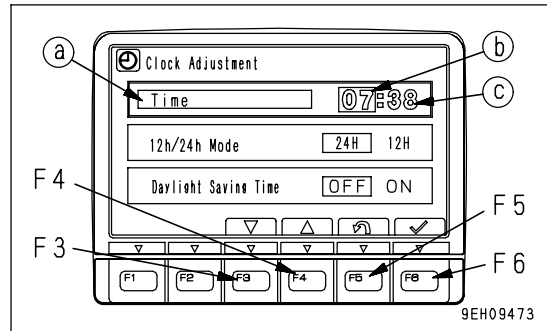 a
b
Clock Adjustment
Time 07:38
c
12h/24h Mode 24H 12H
F4
Daylight Saving Time OFF ON
F5
F3
F6
F1 F2 F3 F4 F5 F6
9EH09473